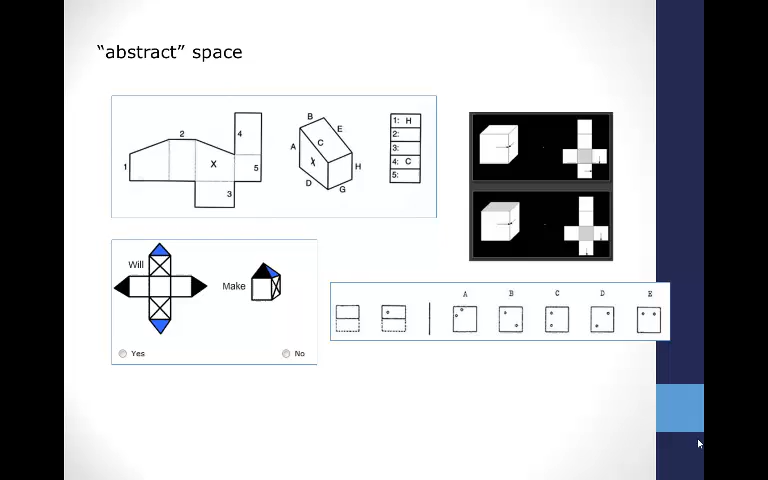 “abstract” space
2
4
1
X
5
3
B
E
A
C
X
H
D
G
1: H
2:
3:
4: C
5:
Will
Make
Yes
No
A B C D E